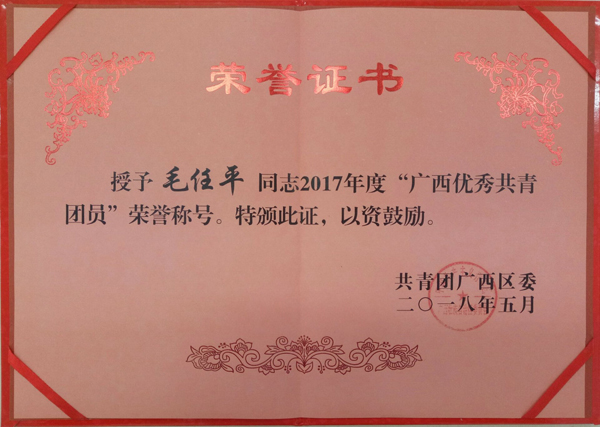 荣誉证书
授予 毛任平 同志2017年度“广西优秀共青
团员”荣誉称号。特颁此证，以资鼓励。
共青团广西区委
二〇一八年五月